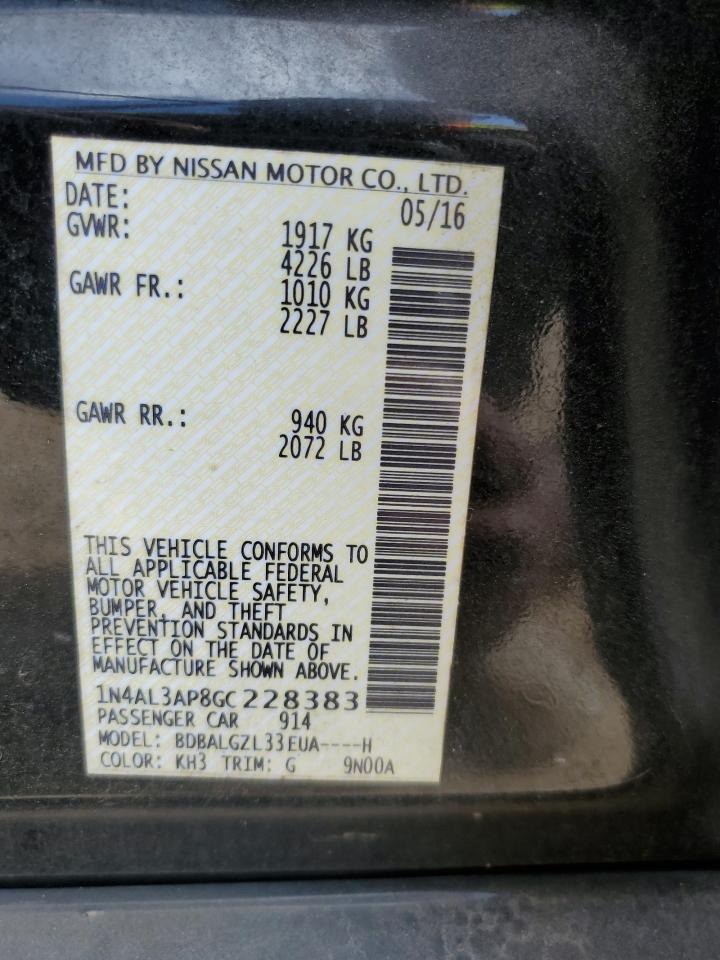 MFD BY NISSAN MOTOR CO., LTD.
DATE: 05/16
GVWR: 1917 KG
4226 LB
GAWR FR.: 1010 KG
2227 LB
GAWR RR.: 940 KG
2072 LB
THIS VEHICLE CONFORMS TO
ALL APPLICABLE FEDERAL
MOTOR VEHICLE SAFETY,
BUMPER, AND THEFT
PREVENTION STANDARDS IN
EFFECT ON THE DATE OF
MANUFACTURE SHOWN ABOVE.
1N4AL3AP8GC228383
PASSENGER CAR 914
MODEL: BDBALGZL33EUA----H
COLOR: KH3 TRIM: G 9N00A